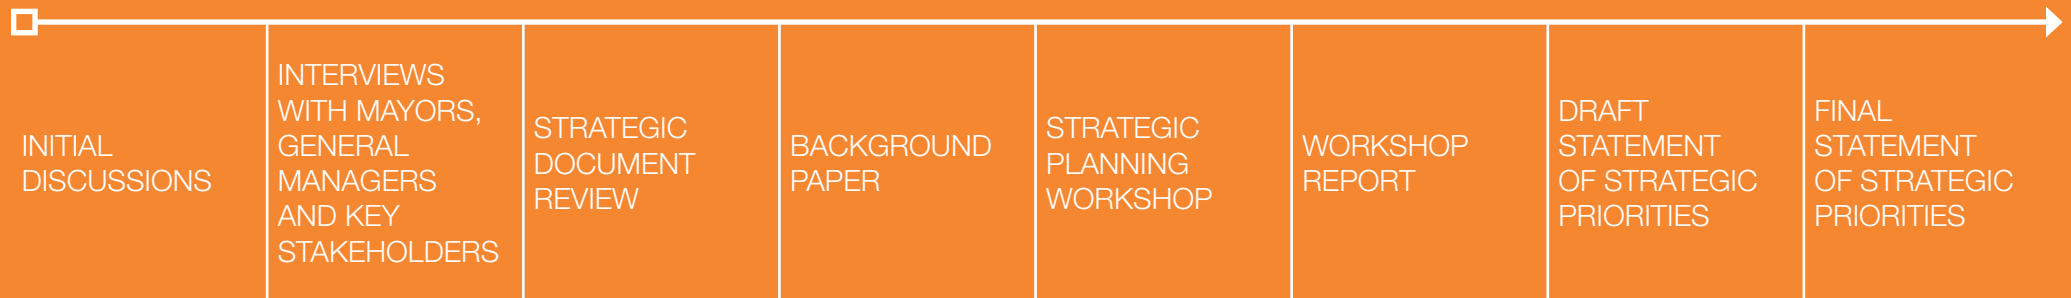 INITIAL
DISCUSSIONS
INTERVIEWS
WITH MAYORS,
GENERAL
MANAGERS
AND KEY
STAKEHOLDERS
STRATEGIC
DOCUMENT
REVIEW
BACKGROUND
PAPER
STRATEGIC
PLANNING
WORKSHOP
WORKSHOP
REPORT
DRAFT
STATEMENT
OF STRATEGIC
PRIORITIES
FINAL
STATEMENT
OF STRATEGIC
PRIORITIES